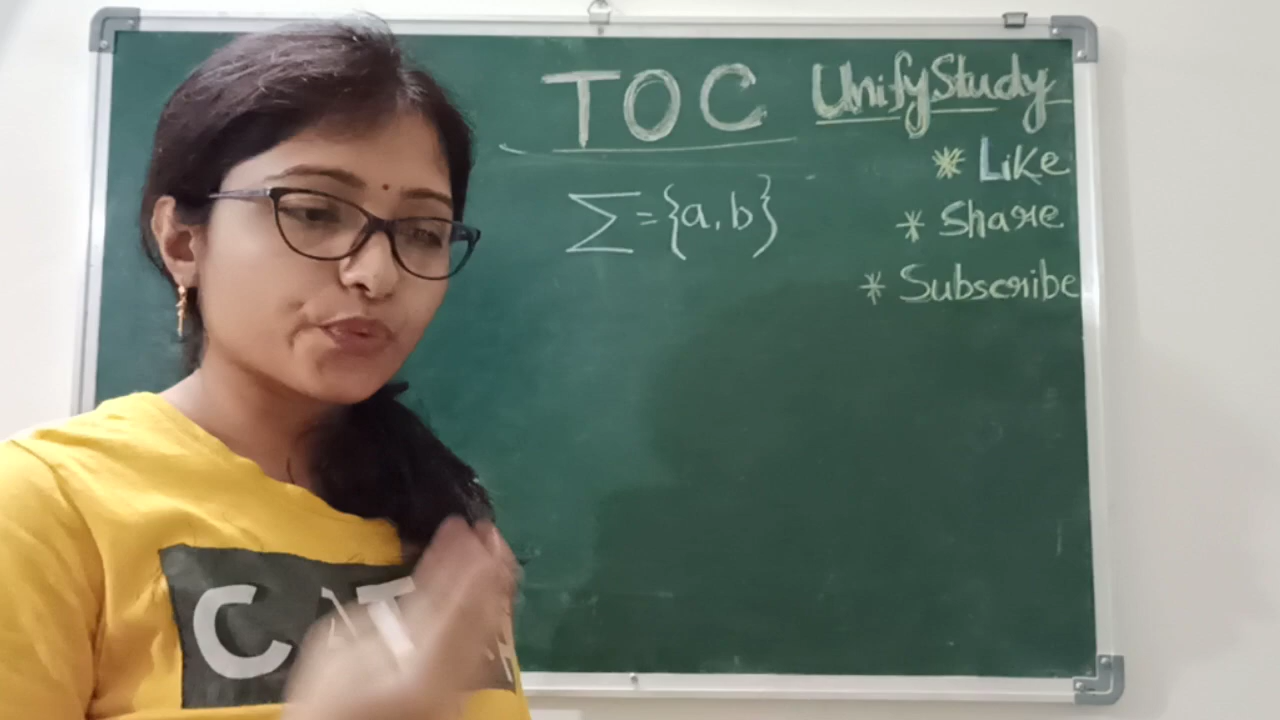 TOC
UnifyStudy
* Like
* Share
* Subscribe
Σ = {a, b}